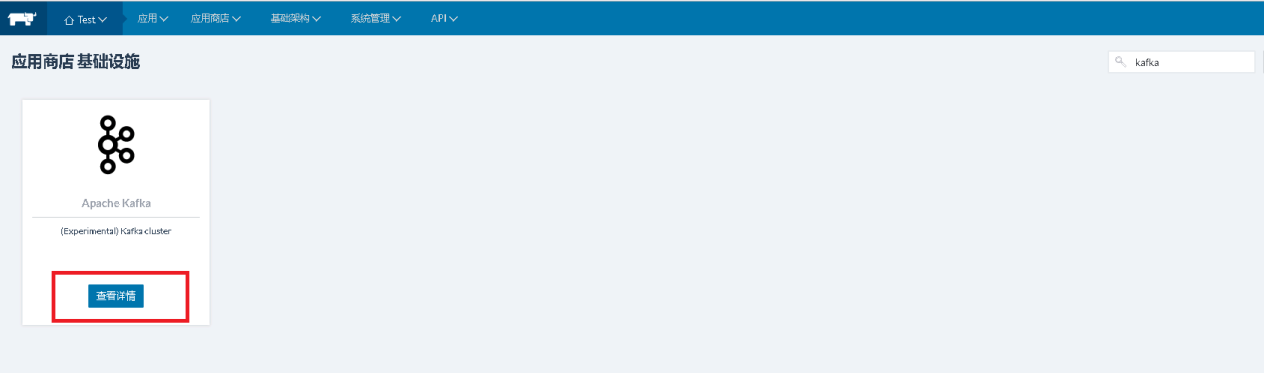 Test 应用 应用商店 基础架构 系统管理 API
应用商店 基础设施
kafka
Apache Kafka
(Experimental) Kafka cluster
查看详情